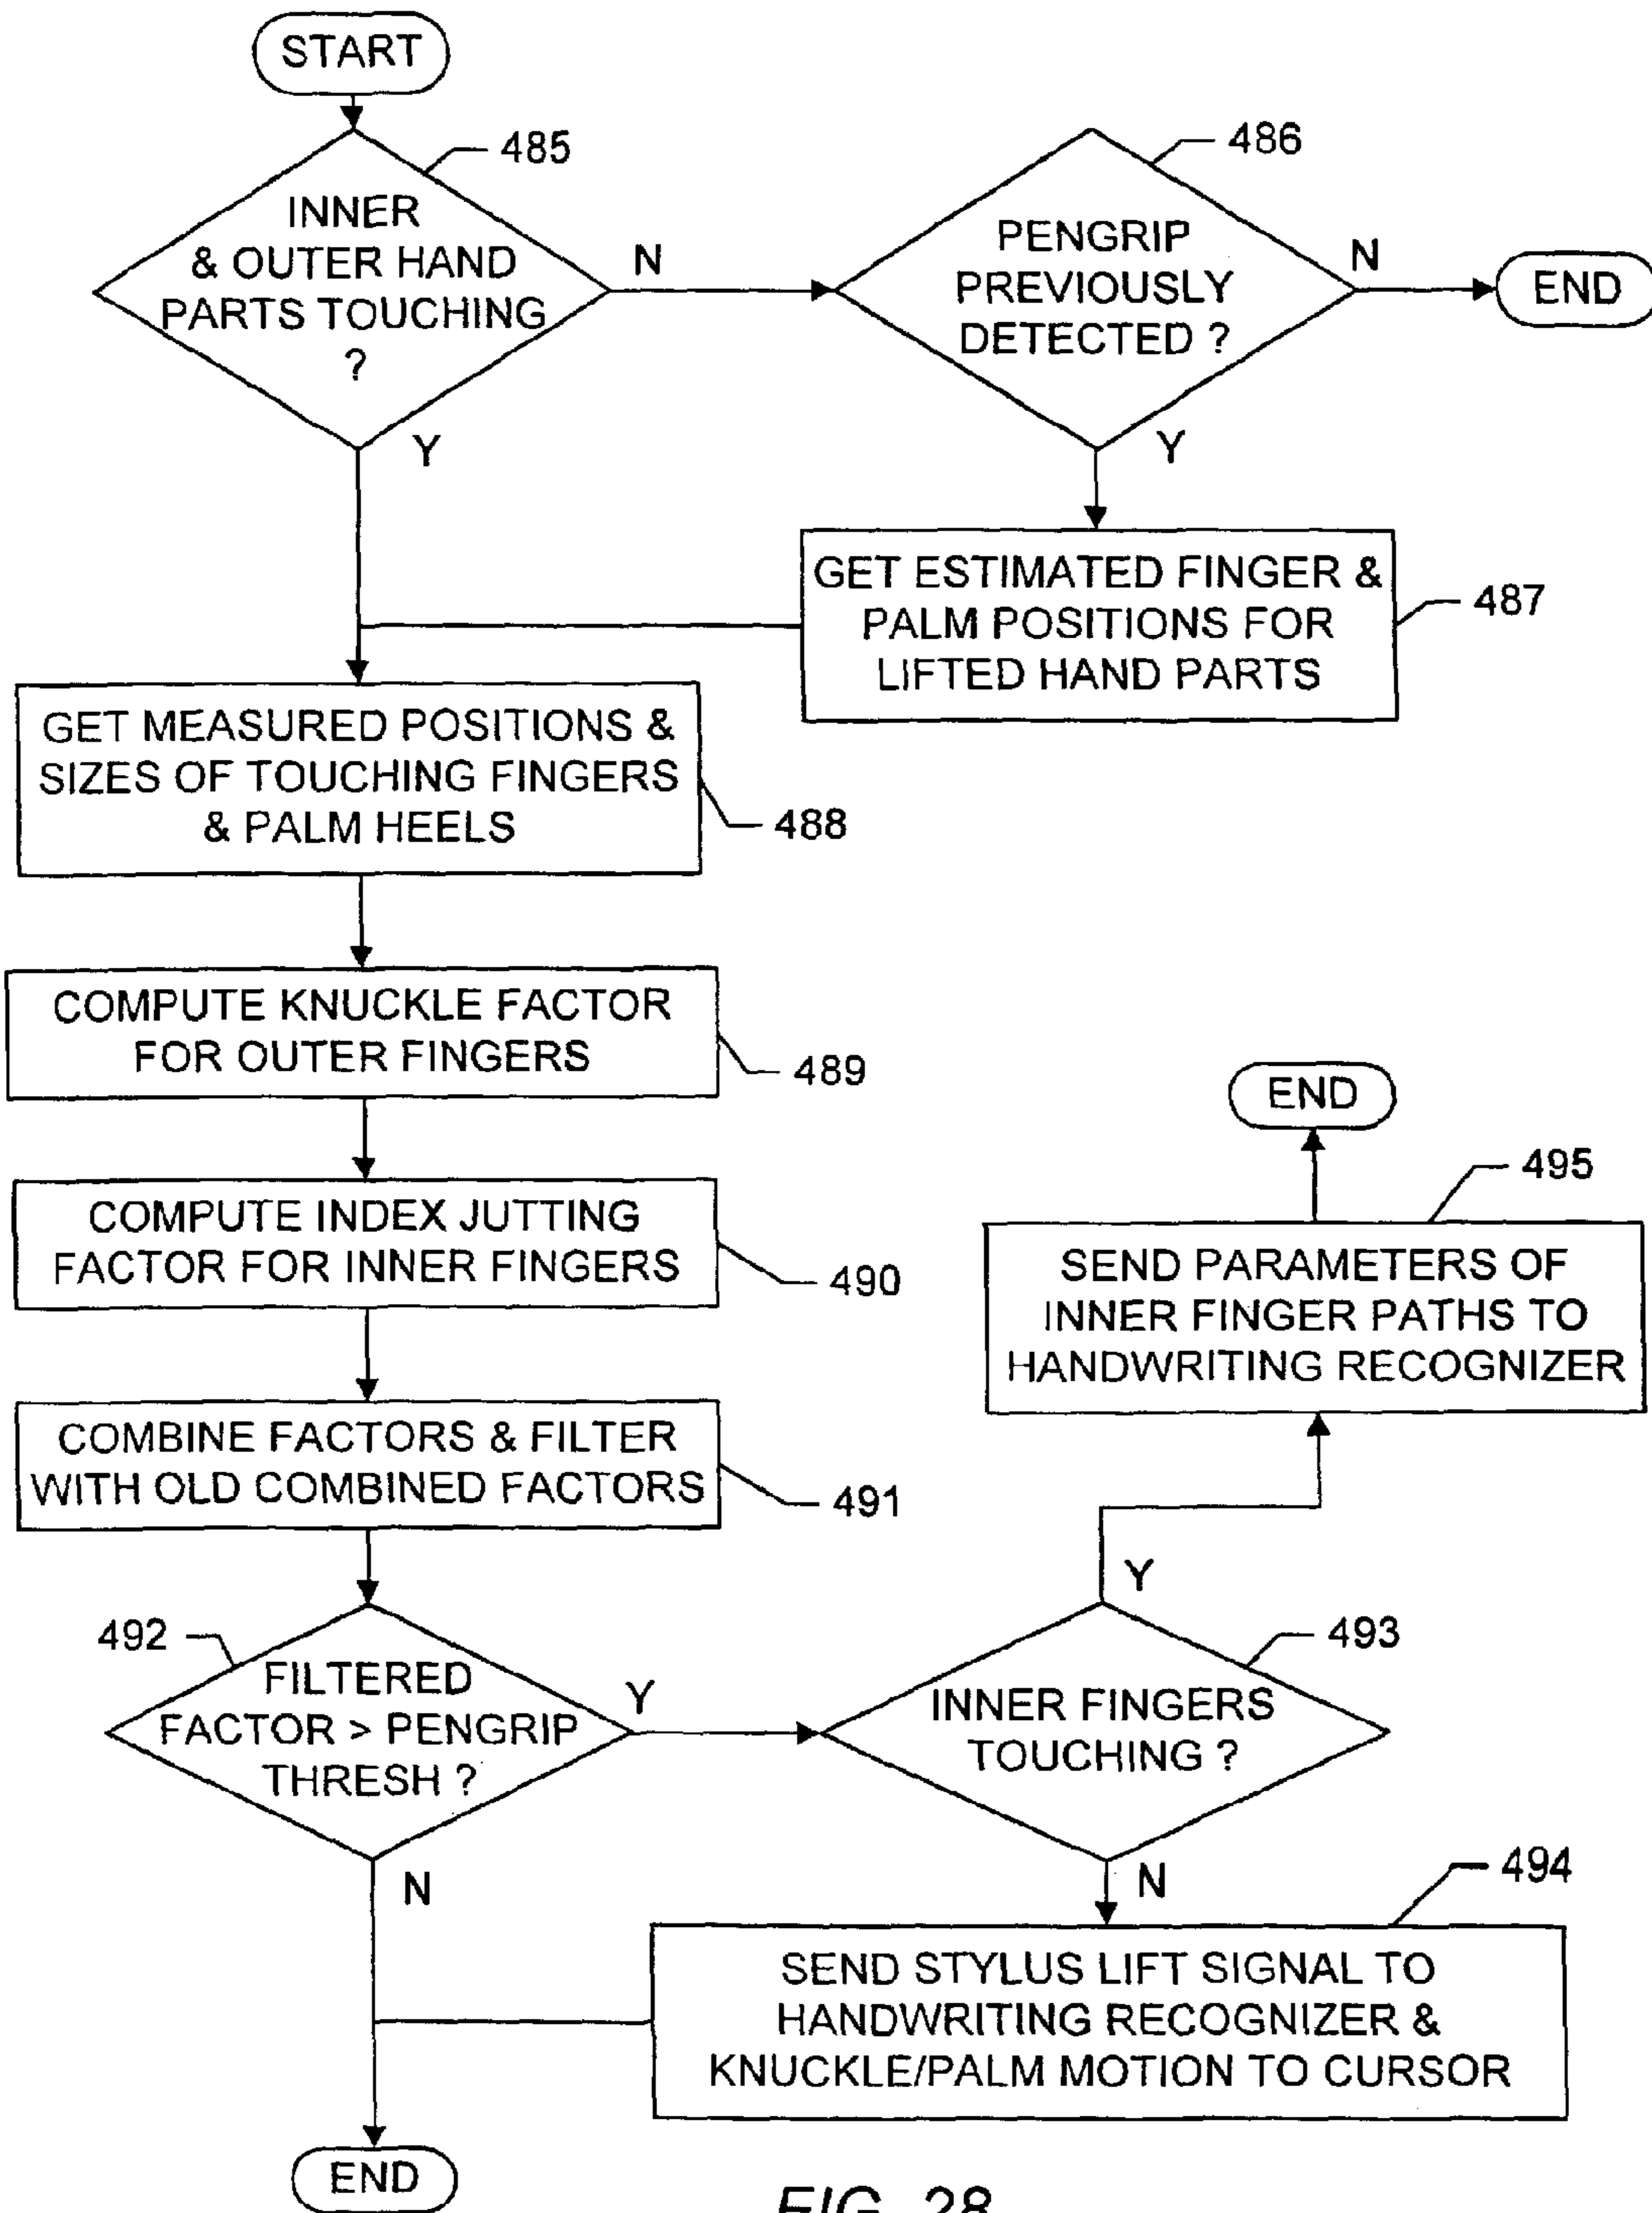 START
485
INNER
& OUTER HAND
PARTS TOUCHING
?
N
Y
486
PENGRIP
PREVIOUSLY
DETECTED ?
N
END
Y
GET ESTIMATED FINGER &
PALM POSITIONS FOR
LIFTED HAND PARTS
487
GET MEASURED POSITIONS &
SIZES OF TOUCHING FINGERS
& PALM HEELS
488
COMPUTE KNUCKLE FACTOR
FOR OUTER FINGERS
489
COMPUTE INDEX JUTTING
FACTOR FOR INNER FINGERS
490
COMBINE FACTORS & FILTER
WITH OLD COMBINED FACTORS
491
492
FILTERED
FACTOR > PENGRIP
THRESH ?
Y
N
493
INNER FINGERS
TOUCHING ?
Y
495
SEND PARAMETERS OF
INNER FINGER PATHS TO
HANDWRITING RECOGNIZER
END
N
494
SEND STYLUS LIFT SIGNAL TO
HANDWRITING RECOGNIZER &
KNUCKLE/PALM MOTION TO CURSOR
END
FIG. 28